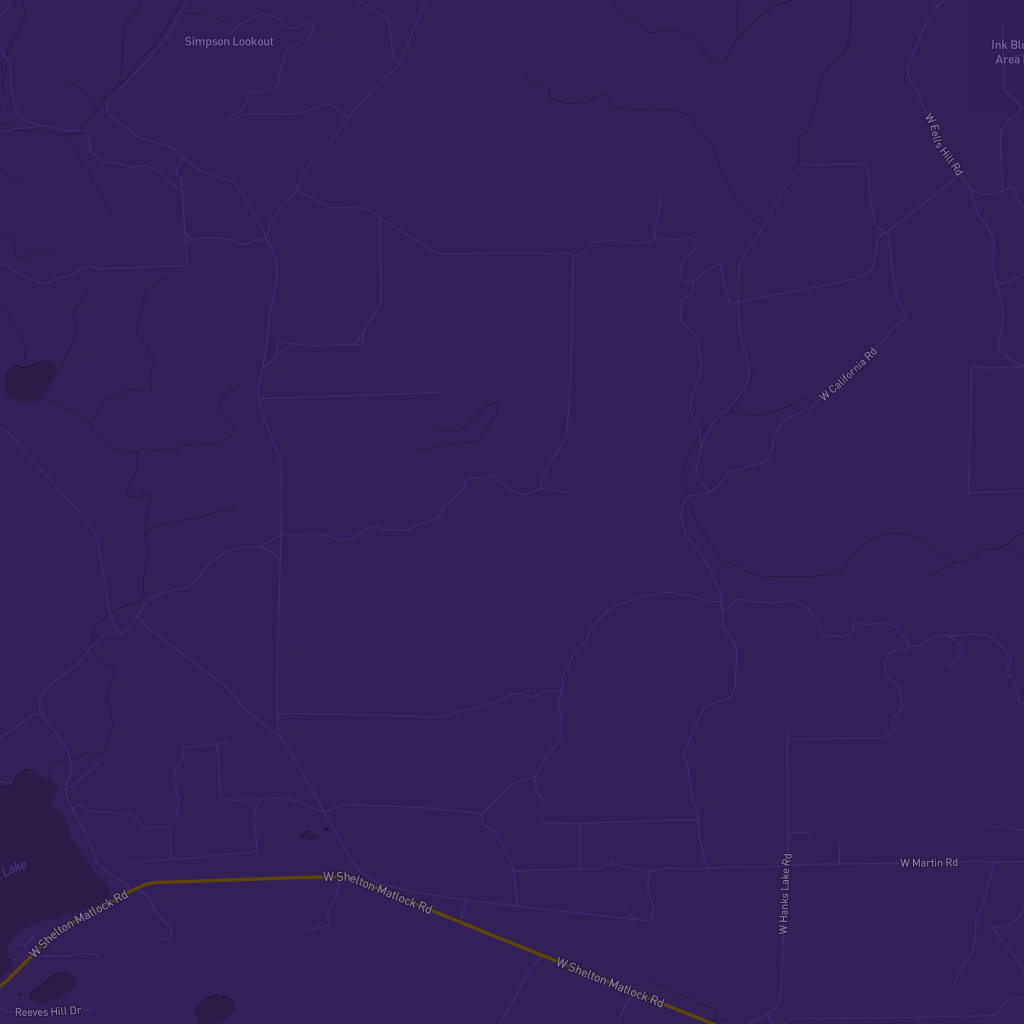 Simpson Lookout
Ink Blo
Area
W Eells Hill Rd
W California Rd
Lake
W Shelton Matlock Rd
W Shelton Matlock Rd
W Shelton Matlock Rd
W Hanks Lake Rd
W Martin Rd
Reeves Hill Dr